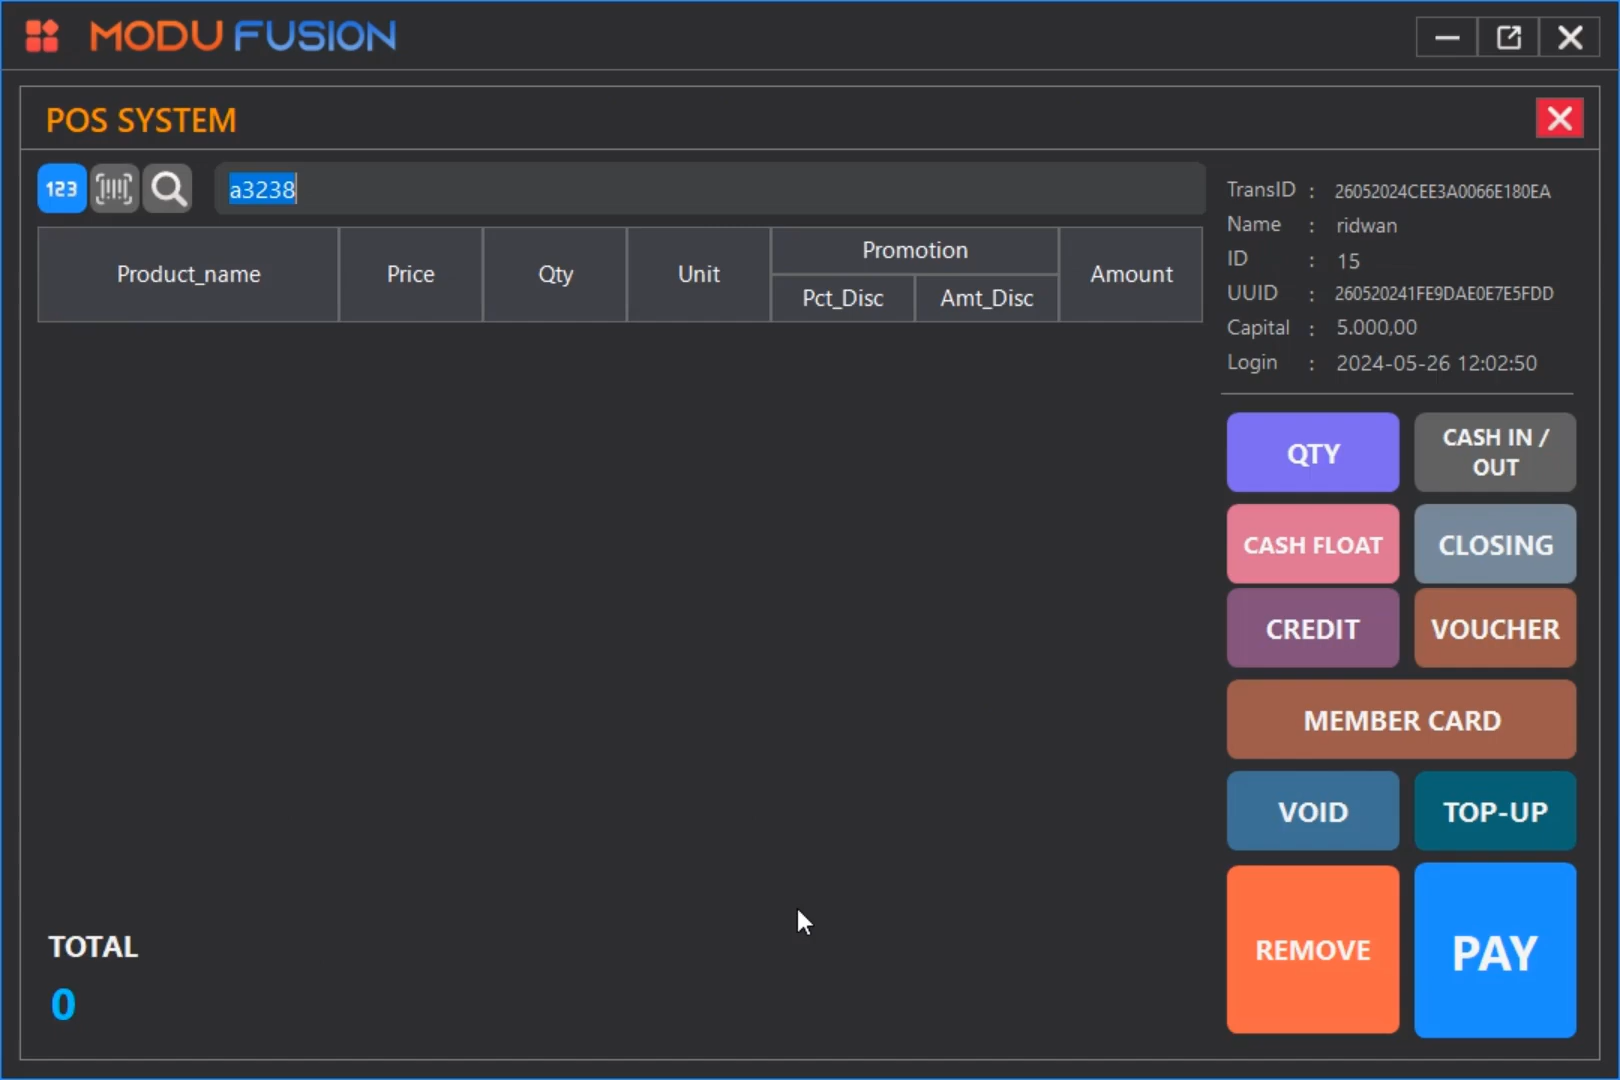 MODU FUSION
POS SYSTEM
123
a3238
Product_name
Price
Qty
Unit
Promotion
Pct_Disc
Amt_Disc
Amount
TransID : 26052024CEE3A0066E180EA
Name : ridwan
ID : 15
UUID : 260520241FE9DAE0E7E5FDD
Capital : 5.000,00
Login : 2024-05-26 12:02:50
QTY
CASH IN /
OUT
CASH FLOAT
CLOSING
CREDIT
VOUCHER
MEMBER CARD
VOID
TOP-UP
REMOVE
PAY
TOTAL
0